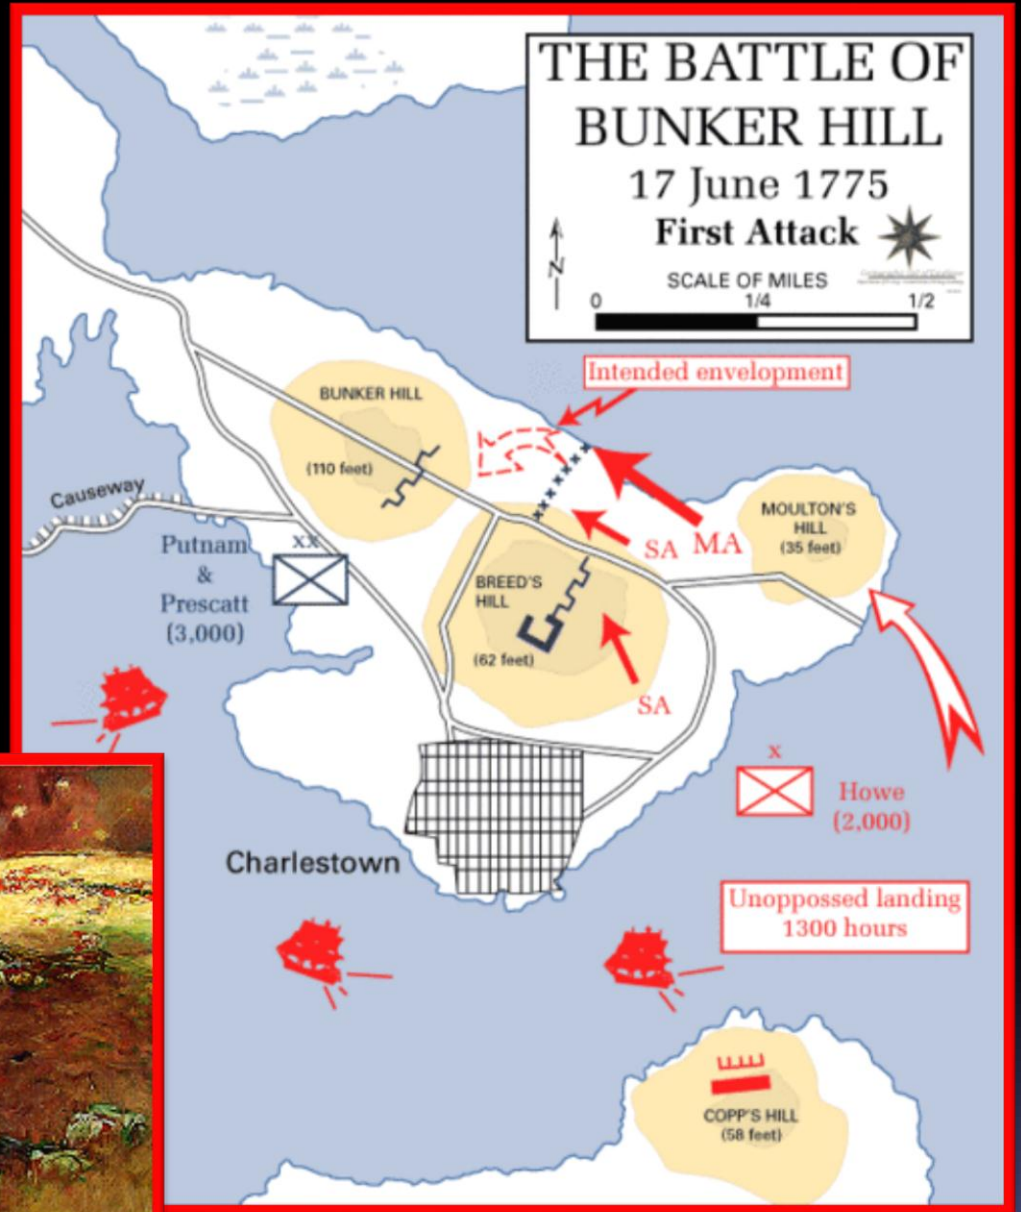 THE BATTLE OF
BUNKER HILL
17 June 1775
First Attack
N
SCALE OF MILES
0 1/4 1/2
Intended envelopment
BUNKER HILL
(110 feet)
Causeway
MOULTON'S
HILL
(35 feet)
SA MA
Putnam
&
Prescatt
(3,000)
XX
BREED'S
HILL
(62 feet)
SA
X
Howe
(2,000)
Charlestown
Unoppossed landing
1300 hours
COPP'S HILL
(58 feet)